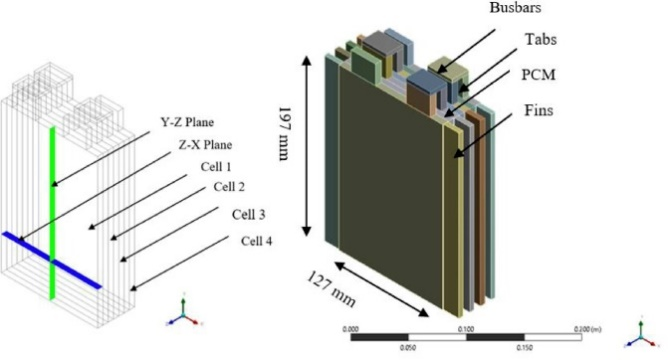 Busbars
Tabs
PCM
Fins
Y-Z Plane
Z-X Plane
Cell 1
Cell 2
Cell 3
Cell 4
197 mm
127 mm
0.000
0.100
0.200 (m)
0.050
0.150